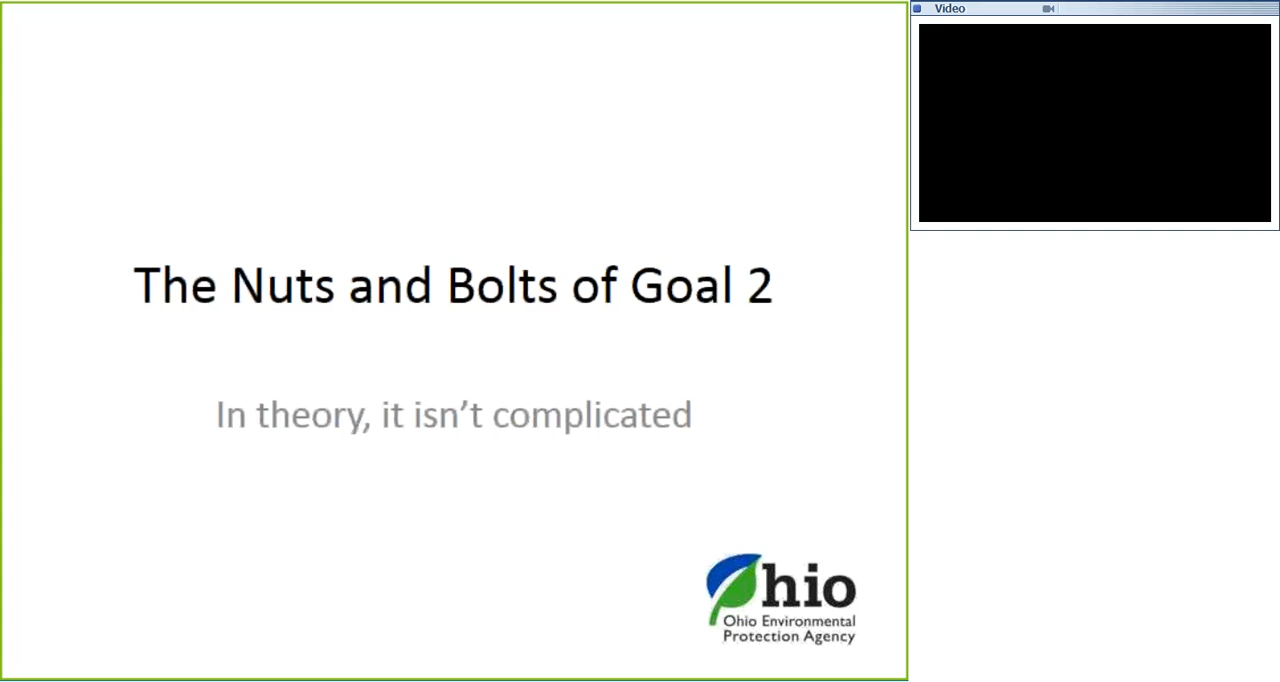 Video
The Nuts and Bolts of Goal 2
In theory, it isn’t complicated
Ohio
Ohio Environmental
Protection Agency